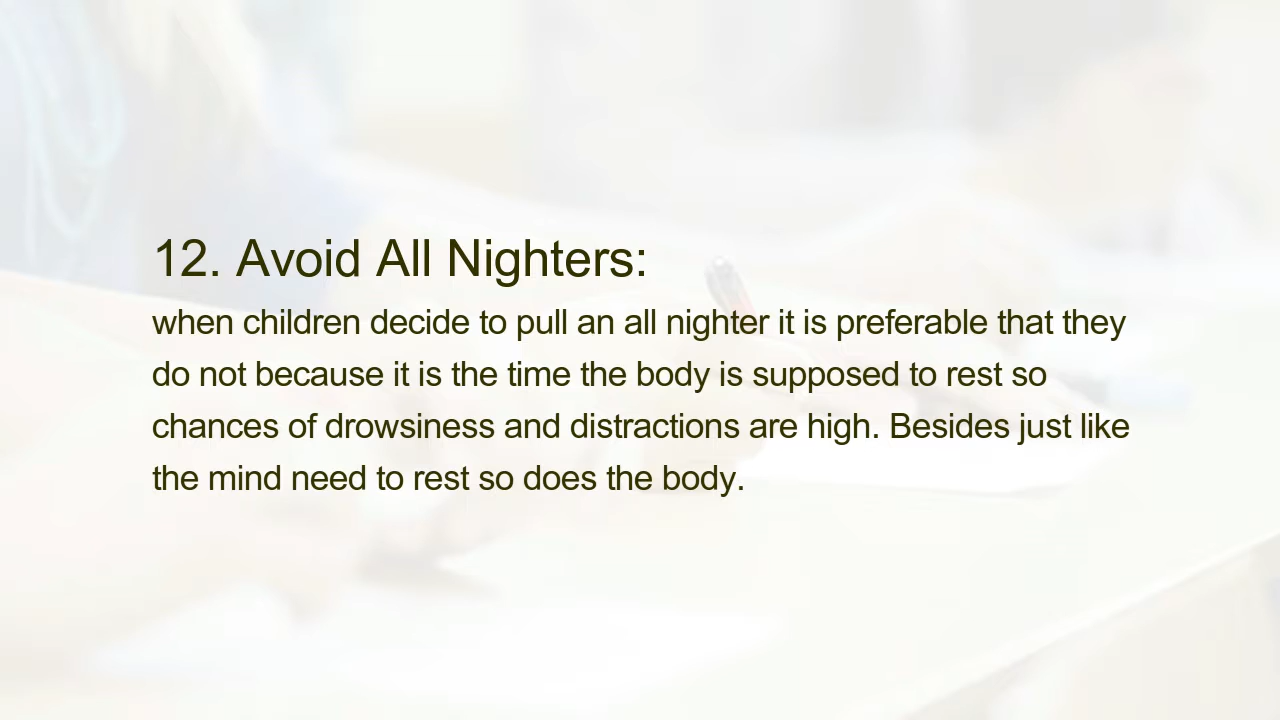 12. Avoid All Nighters:
when children decide to pull an all nighter it is preferable that they
do not because it is the time the body is supposed to rest so
chances of drowsiness and distractions are high. Besides just like
the mind need to rest so does the body.